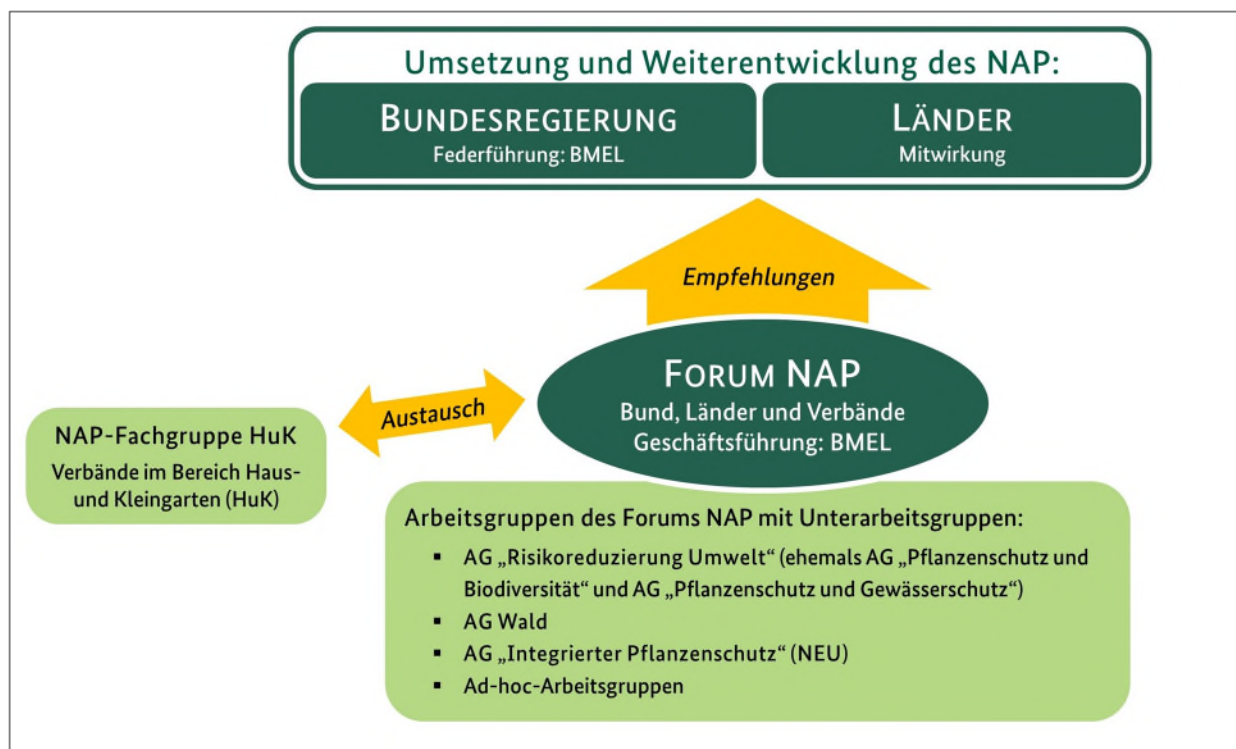 Umsetzung und Weiterentwicklung des NAP:
BUNDESREGIERUNG
Federführung: BMEL
LÄNDER
Mitwirkung
Empfehlungen
FORUM NAP
Bund, Länder und Verbände
Geschäftsführung: BMEL
Austausch
NAP-Fachgruppe HuK
Verbände im Bereich Haus-
und Kleingarten (HuK)
Arbeitsgruppen des Forums NAP mit Unterarbeitsgruppen:
▪ AG „Risikoreduzierung Umwelt“ (ehemals AG „Pflanzenschutz und
Biodiversität“ und AG „Pflanzenschutz und Gewässerschutz“)
▪ AG Wald
▪ AG „Integrierter Pflanzenschutz“ (NEU)
▪ Ad-hoc-Arbeitsgruppen